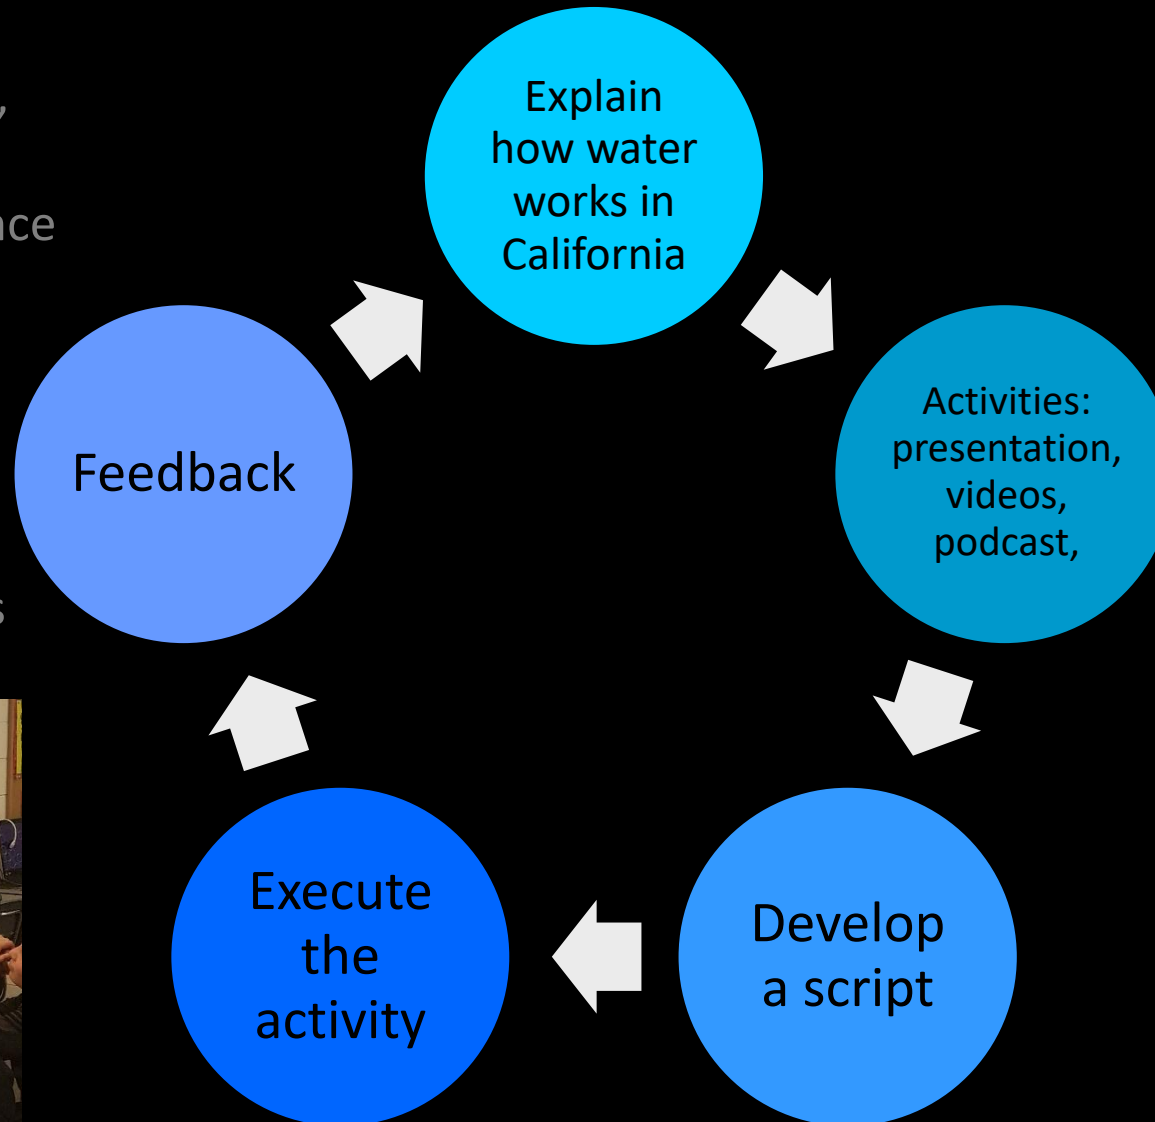 Explain
how water
works in
California
Activities:
presentation,
videos,
podcast,
Develop
a script
Execute
the
activity
Feedback